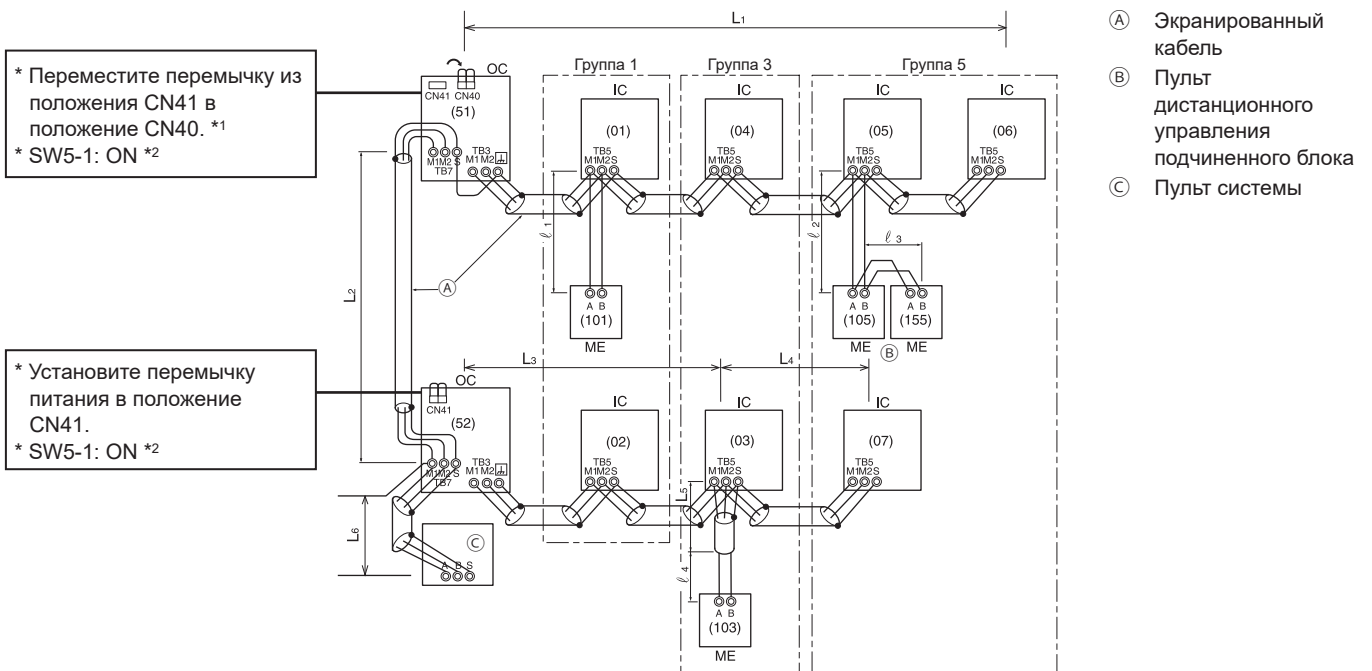 L1
* Переместите перемычку из
положения CN41 в
положение CN40. *1
* SW5-1: ON *2
OC
CN41 CN40
(51)
M1M2 S
TB7
TB3
M1 M2
Группа 1
Группа 3
Группа 5
IC
(01)
TB5
M1M2S
IC
(04)
TB5
M1M2S
IC
(05)
TB5
M1M2S
IC
(06)
TB5
M1M2S
Ⓐ Экранированный
кабель
Ⓑ Пульт
дистанционного
управления
подчиненного блока
Ⓒ Пульт системы
L2
Ⓐ
ℓ 1
A B
(101)
ME
ℓ 2
ℓ 3
A B
(105)
ME
Ⓑ
A B
(155)
ME
* Установите перемычку
питания в положение
CN41.
* SW5-1: ON *2
L3
L4
OC
CN41
(52)
M1M2 S
TB7
TB3
M1 M2
IC
(02)
TB5
M1M2S
IC
(03)
TB5
M1M2S
IC
(07)
TB5
M1M2S
L5
L6
Ⓒ
A B S
ℓ 4
A B
(103)
ME